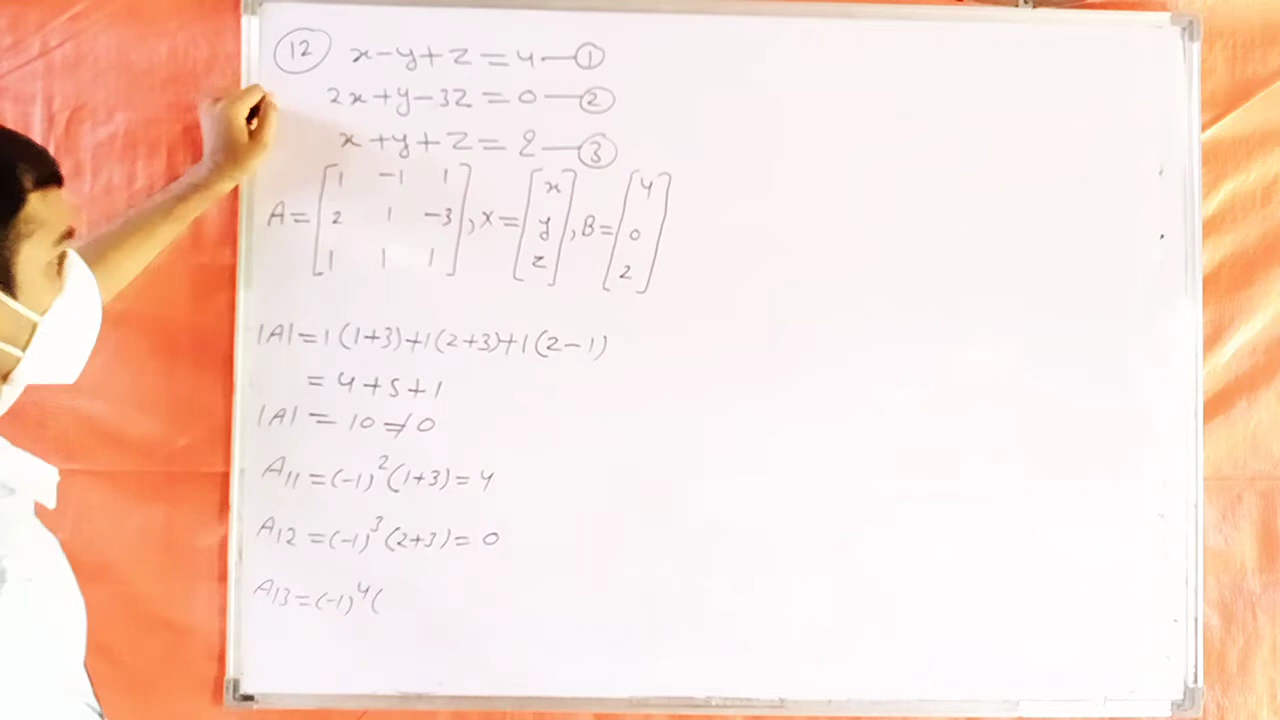 12 x-y+z=4—①
2x+y-3z=0—②
x+y+z=2—③
A=[1 -1 1; 2 1 -3; 1 1 1], X=[x; y; z], B=[4; 0; 2]
|A|=1(1+3)+1(2+3)+1(2-1)
=4+5+1
|A|=10≠0
A₁₁=(-1)²(1+3)=4
A₁₂=(-1)³(2+3)=0
A₁₃=(-1)⁴(